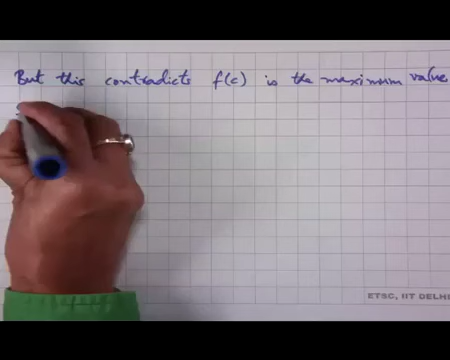 But this contradicts f(c) is the maximum value
ETSC, IIT DELHI